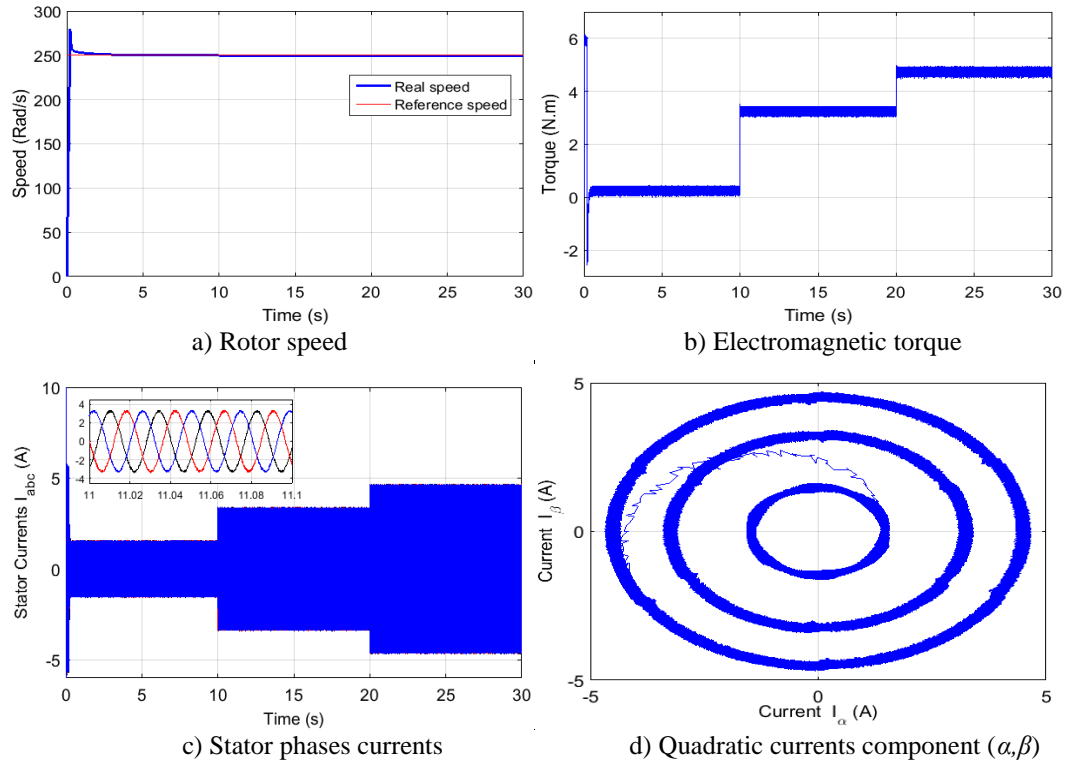 300
250
200
150
100
50
0
Speed (Rad/s)
Real speed
Reference speed
0 5 10 15 20 25 30
Time (s)
a) Rotor speed
6
4
2
0
-2
Torque (N.m)
0 5 10 15 20 25 30
Time (s)
b) Electromagnetic torque
10
5
0
-5
Stator Currents I_abc (A)
4
2
0
-2
-4
11 11.02 11.04 11.06 11.08 11.1
0 5 10 15 20 25 30
Time (s)
c) Stator phases currents
5
0
-5
Current I_β (A)
-5 0 5
Current I_α (A)
d) Quadratic currents component (α,β)